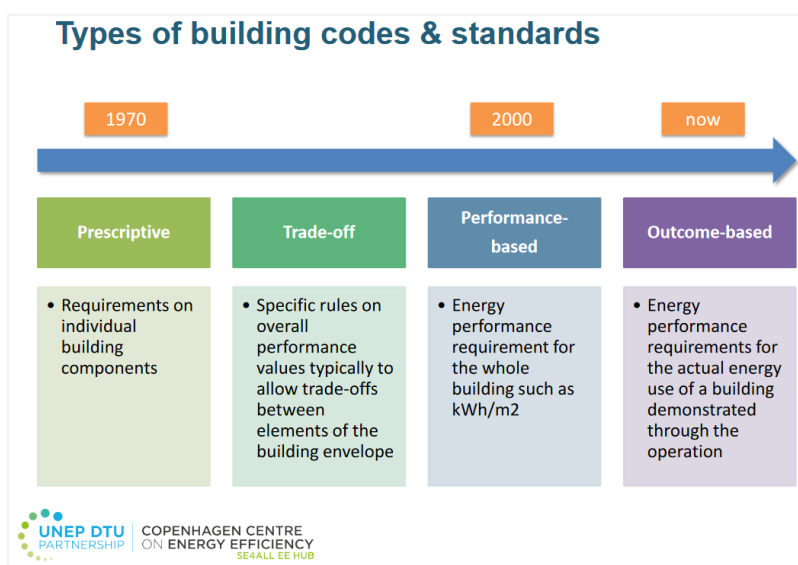 Types of building codes & standards
1970
2000
now
Prescriptive
Trade-off
Performance-
based
Outcome-based
• Requirements on
individual
building
components
• Specific rules on
overall
performance
values typically to
allow trade-offs
between
elements of the
building envelope
• Energy
performance
requirement for
the whole
building such as
kWh/m2
• Energy
performance
requirements for
the actual energy
use of a building
demonstrated
through the
operation
UNEP DTU
PARTNERSHIP
COPENHAGEN CENTRE
ON ENERGY EFFICIENCY
SE4ALL EE HUB